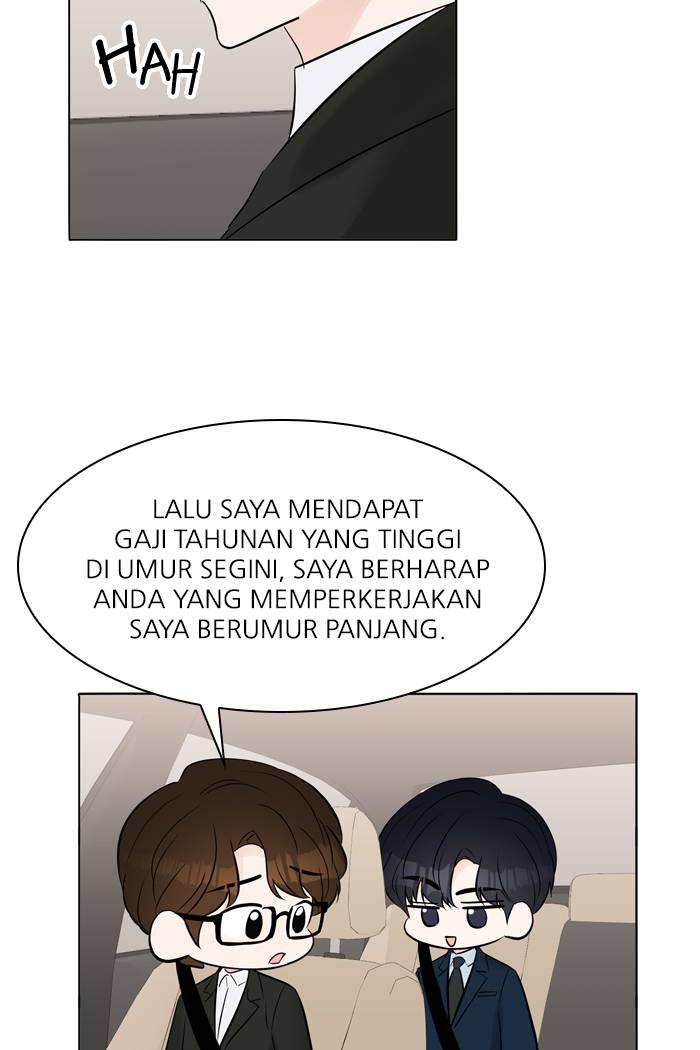 HAH
LALU SAYA MENDAPAT
GAJI TAHUNAN YANG TINGGI
DI UMUR SEGINI, SAYA BERHARAP
ANDA YANG MEMPERKERJAKAN
SAYA BERUMUR PANJANG.